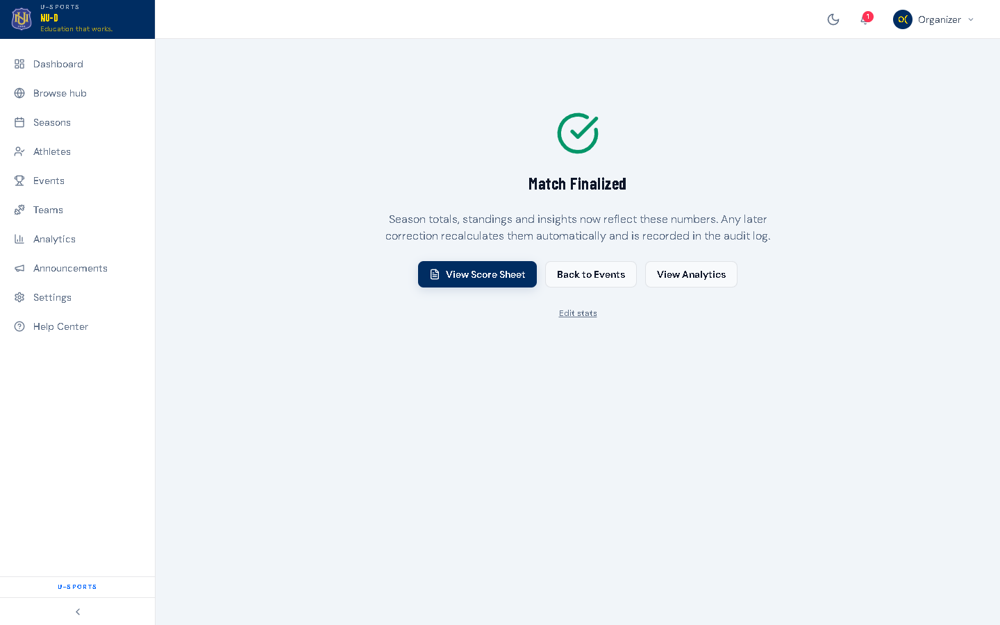 U-SPORTS
NU-D
Education that works.
1
O(
Organizer
Dashboard
Browse hub
Seasons
Athletes
Events
Teams
Analytics
Announcements
Settings
Help Center
Match Finalized
Season totals, standings and insights now reflect these numbers. Any later
correction recalculates them automatically and is recorded in the audit log.
View Score Sheet
Back to Events
View Analytics
Edit stats
U-SPORTS